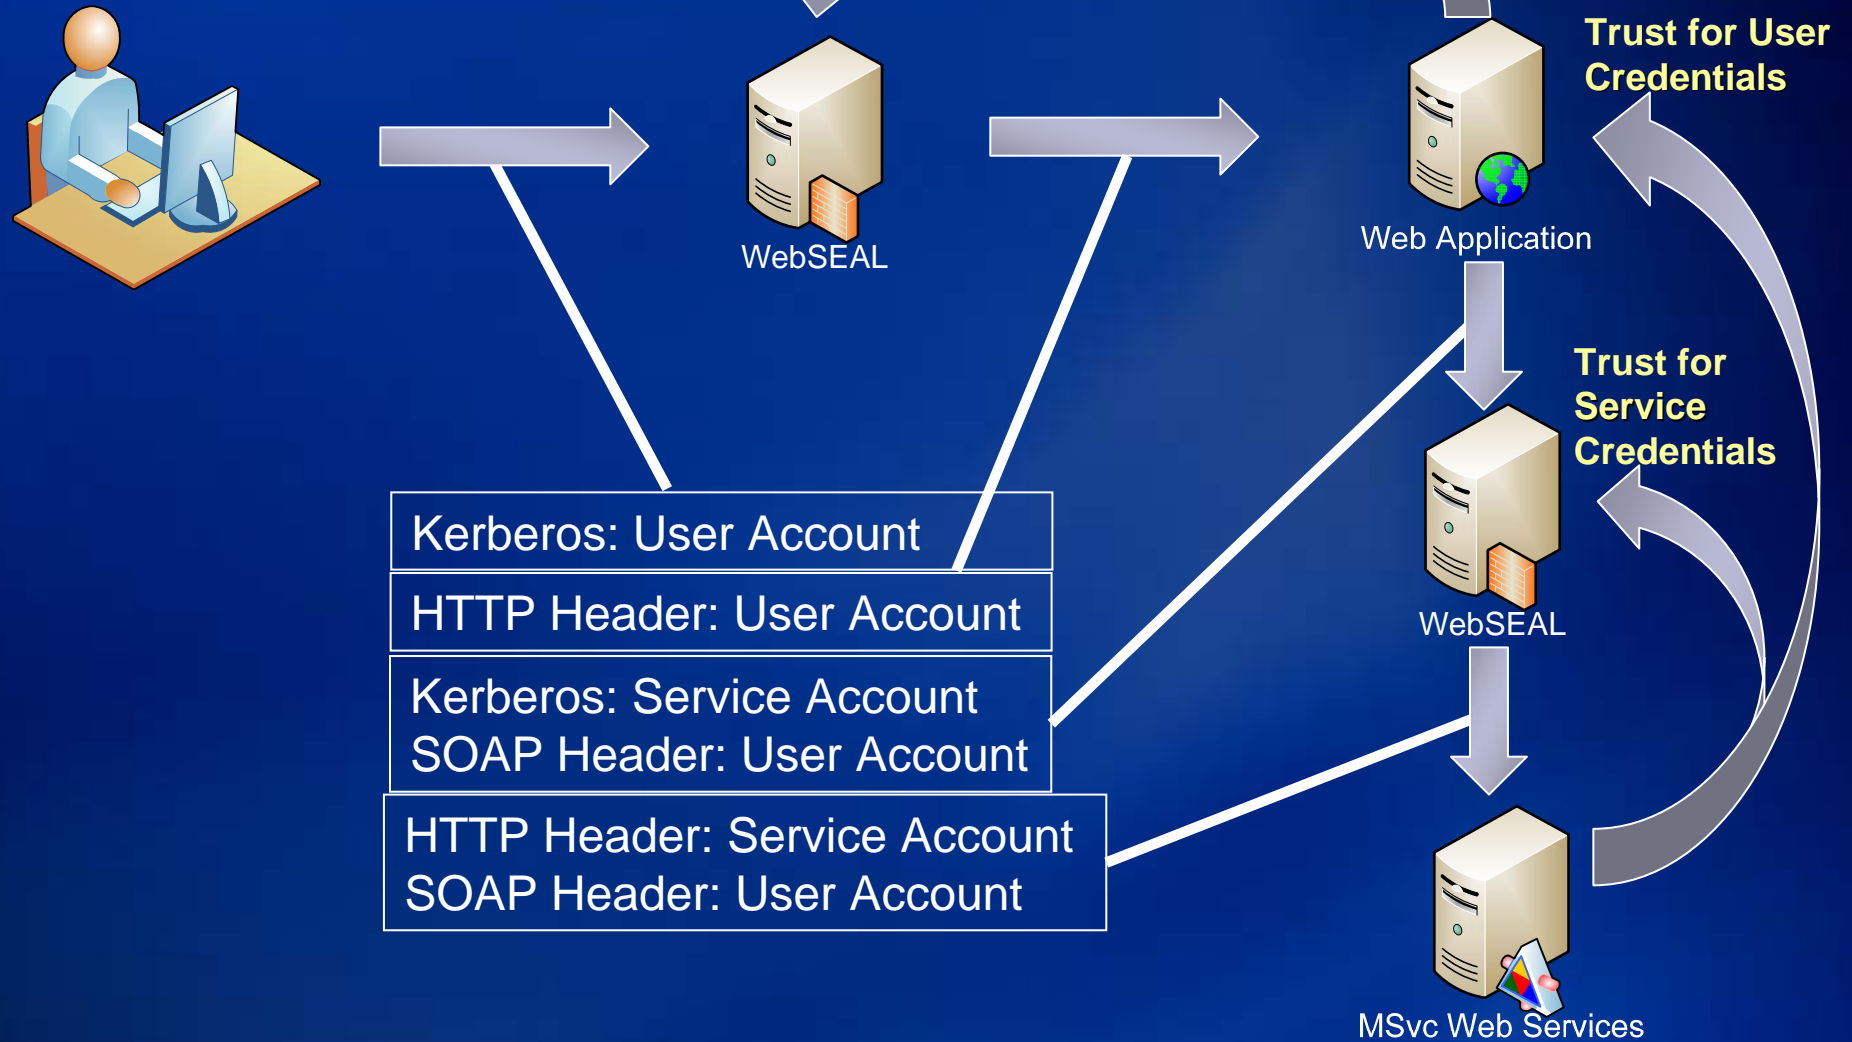 Trust for User
Credentials
WebSEAL
Web Application
Trust for
Service
Credentials
Kerberos: User Account
HTTP Header: User Account
WebSEAL
Kerberos: Service Account
SOAP Header: User Account
HTTP Header: Service Account
SOAP Header: User Account
MSvc Web Services